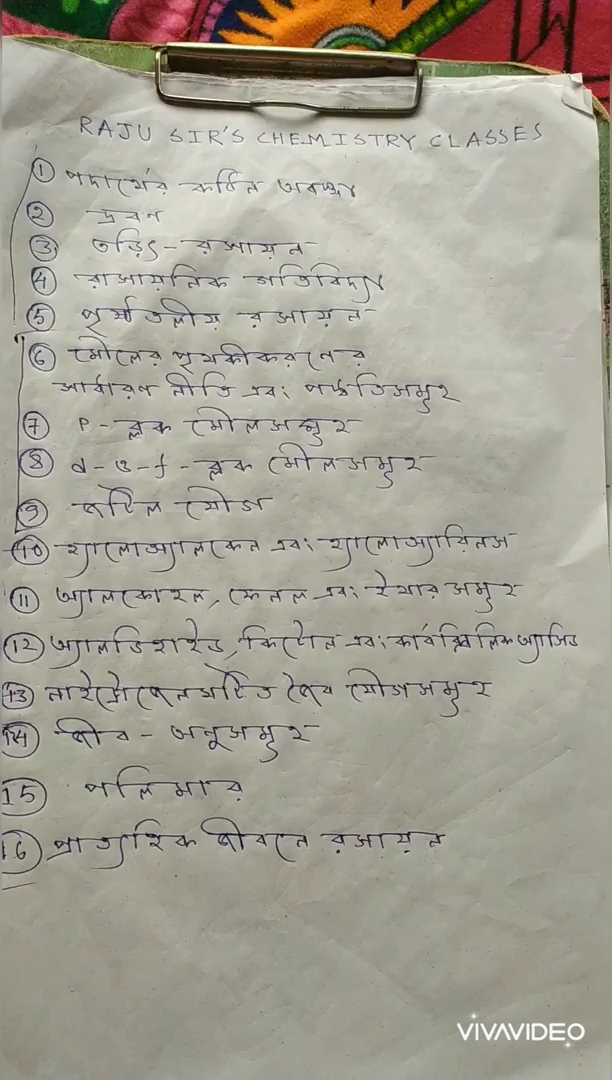 RAJU SIR'S CHEMISTRY CLASSES
① পদার্থের কঠিন অবস্থা
② দ্রবণ
③ তড়িৎ-রসায়ন
④ রাসায়নিক গতিবিদ্যা
⑤ পৃষ্ঠতলীয় রসায়ন
⑥ মৌলের পৃথকীকরণের
সাধারণ নীতি এবং পদ্ধতিসমূহ
⑦ P-ব্লক মৌলসমূহ
⑧ d-ও-f-ব্লক মৌলসমূহ
⑨ জটিল যৌগ
⑩ হ্যালোঅ্যালকেন এবং হ্যালোঅ্যারিনস
⑪ অ্যালকোহল, ফেনল এবং ইথারসমূহ
⑫ অ্যালডিহাইড, কিটোন এবং কার্বক্সিলিক অ্যাসিড
⑬ নাইট্রোজেনঘটিত জৈব যৌগসমূহ
⑭ জীব-অনুসমূহ
⑮ পলিমার
⑯ প্রাত্যহিক জীবনে রসায়ন
VIVAVIDEO